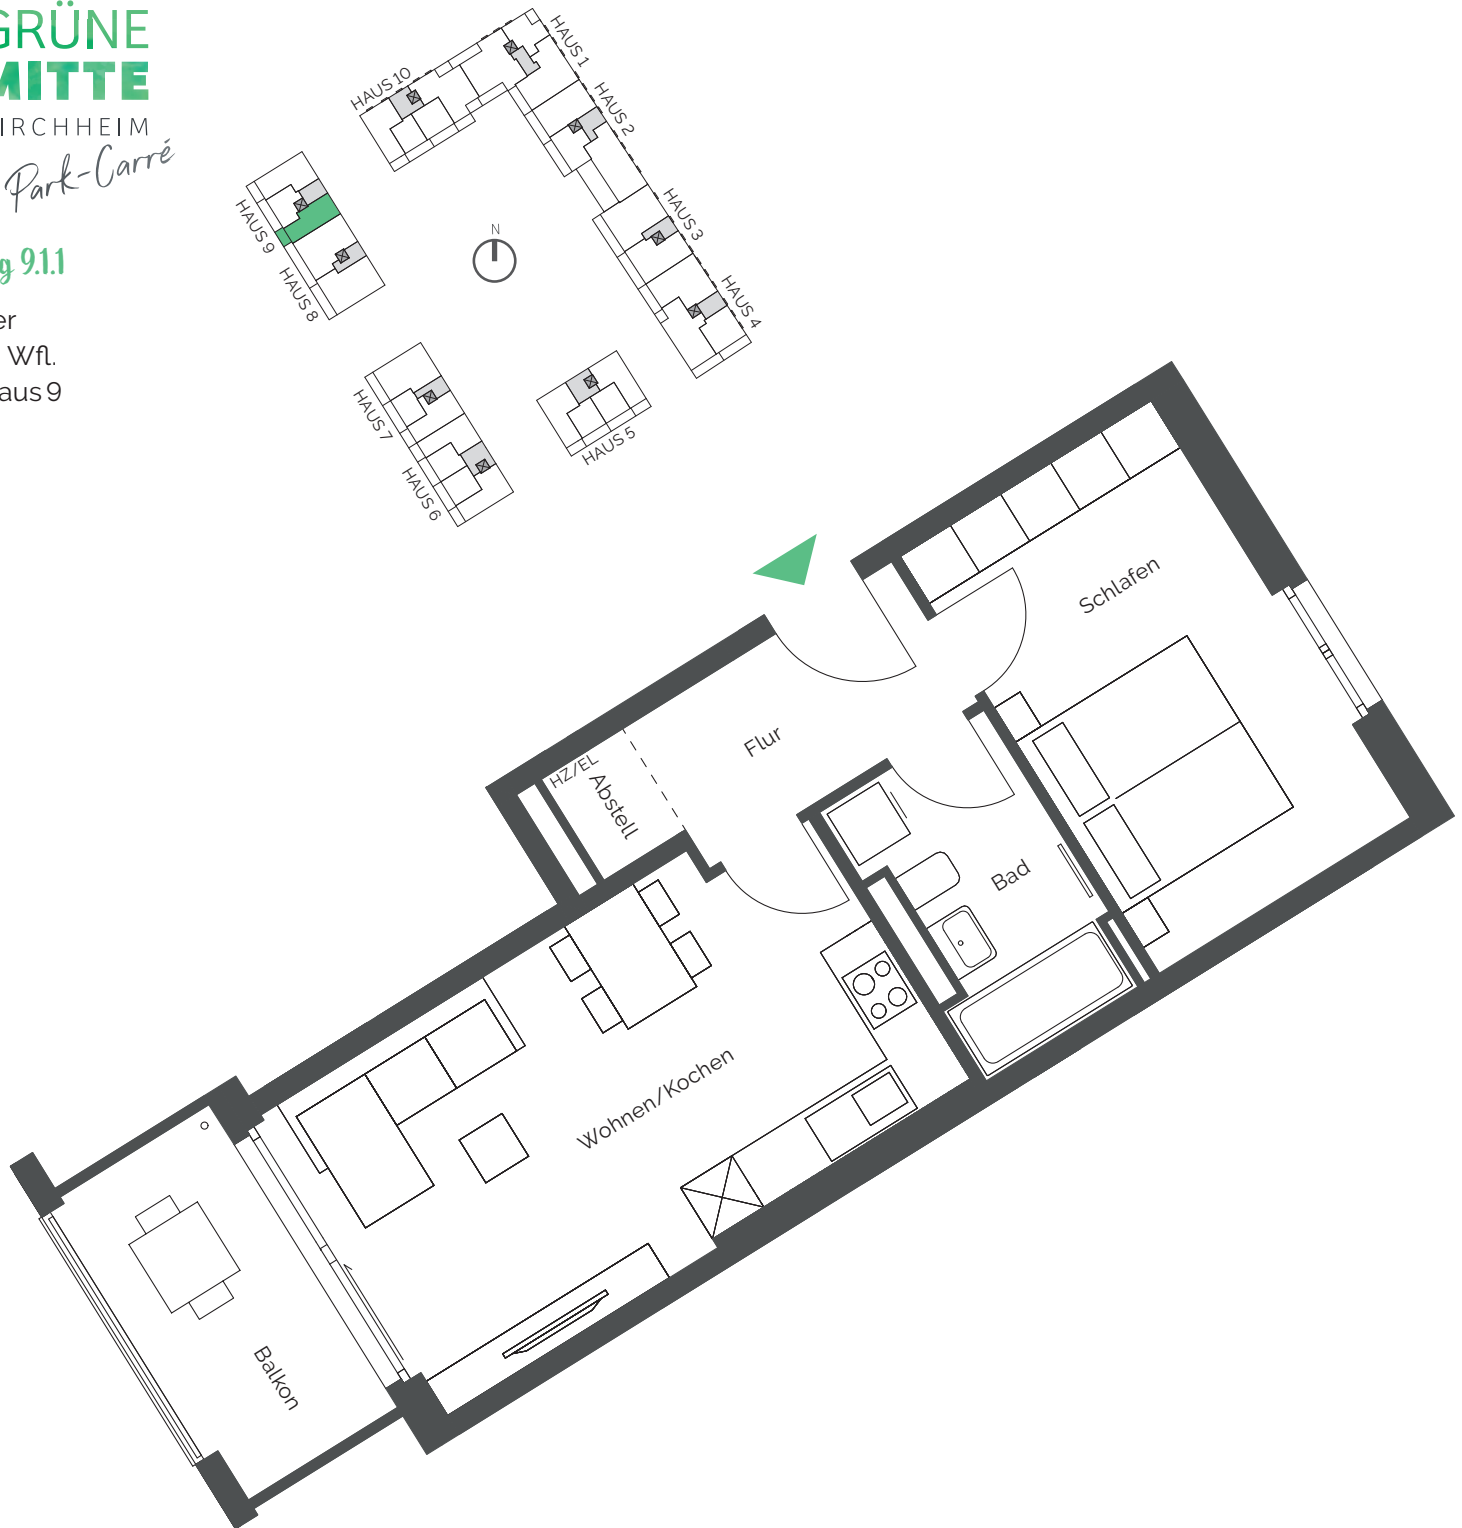 GRÜNE
MITTE
IRCHHEIM
Park-Carré
g 9.1.1
er
Wfl.
aus 9
HAUS 10
HAUS 1
HAUS 2
HAUS 3
HAUS 4
HAUS 9
HAUS 8
N
HAUS 7
HAUS 6
HAUS 5
Schlafen
Flur
HZ/EL
Abstell
Bad
Wohnen/Kochen
Balkon